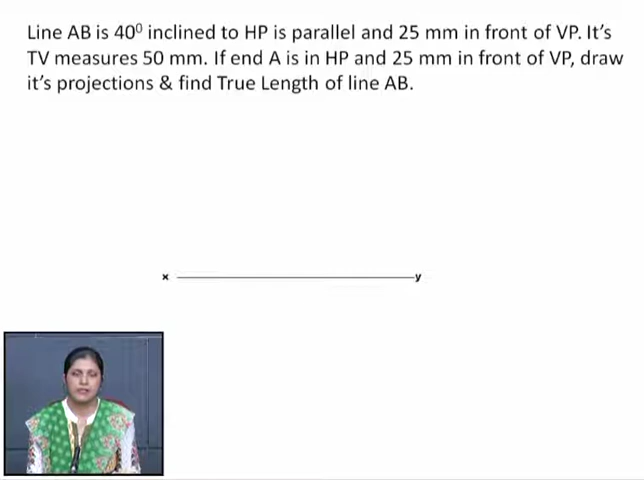 Line AB is 40⁰ inclined to HP is parallel and 25 mm in front of VP. It's
TV measures 50 mm. If end A is in HP and 25 mm in front of VP, draw
it's projections & find True Length of line AB.
x y